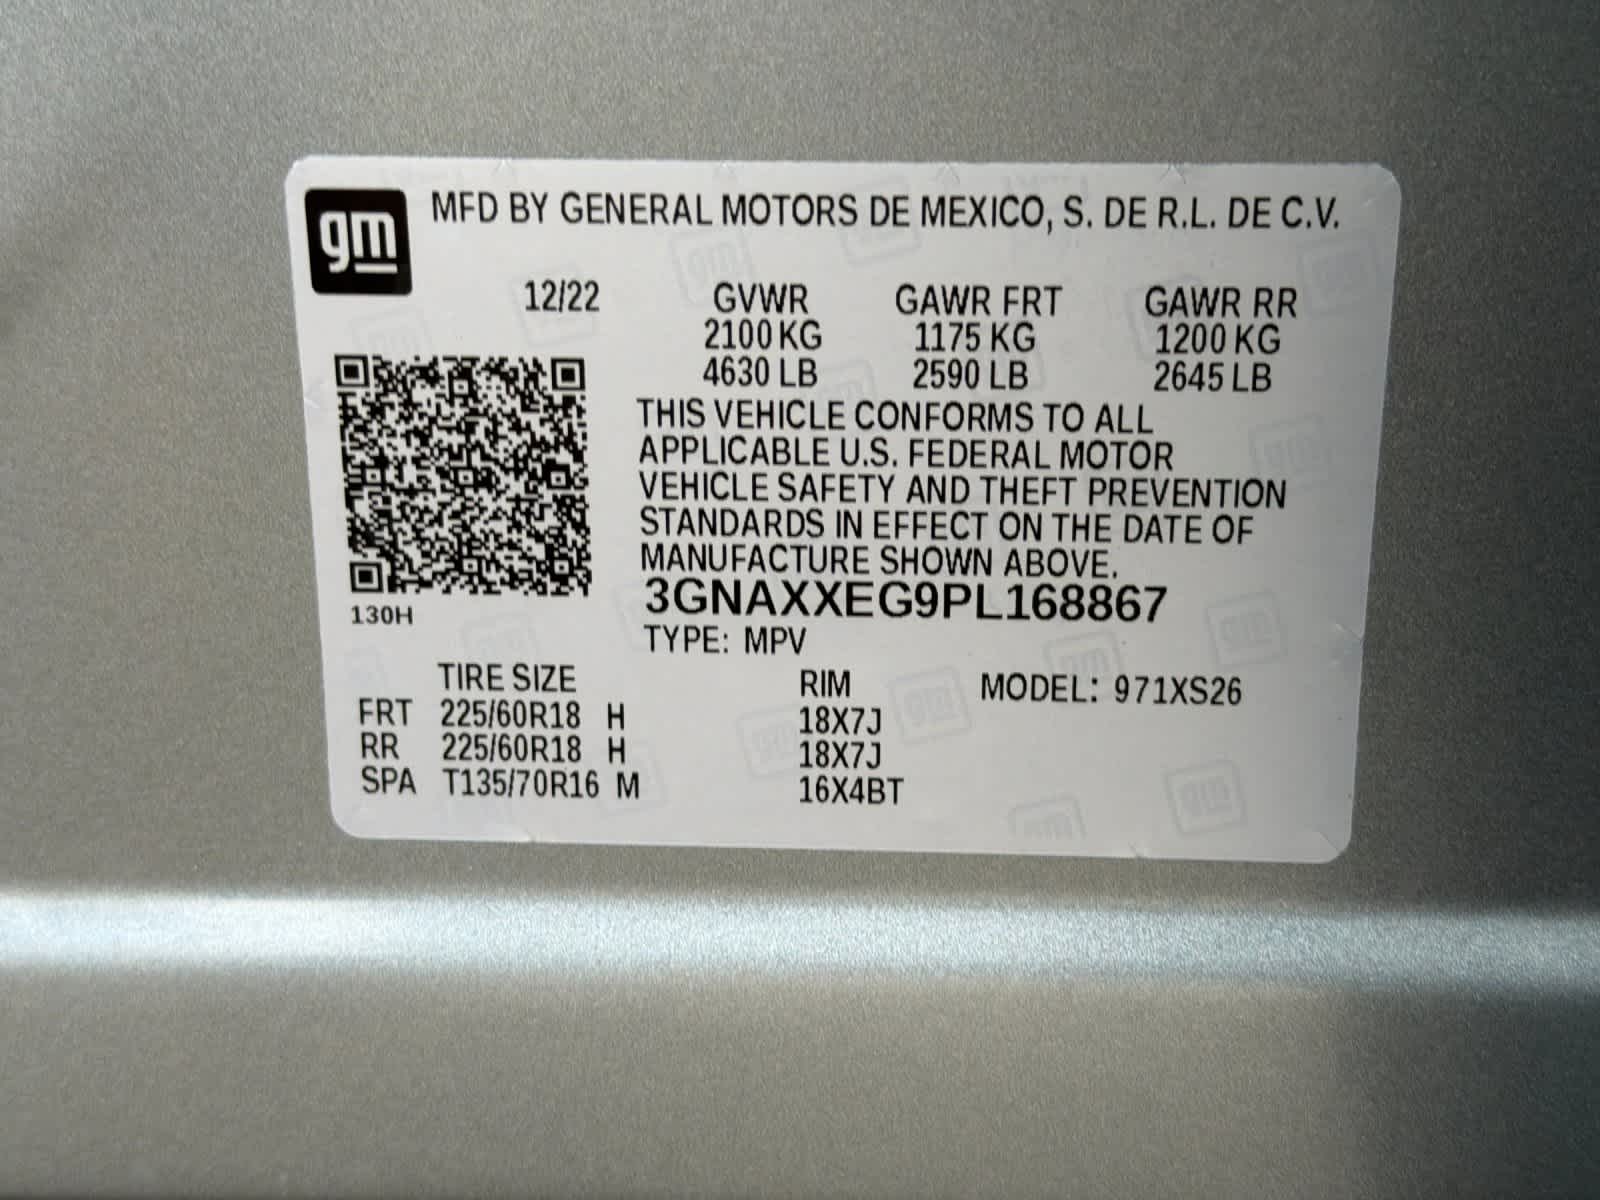 gm
MFD BY GENERAL MOTORS DE MEXICO, S. DE R.L. DE C.V.
12/22 GVWR GAWR FRT GAWR RR
2100 KG 1175 KG 1200 KG
4630 LB 2590 LB 2645 LB
THIS VEHICLE CONFORMS TO ALL
APPLICABLE U.S. FEDERAL MOTOR
VEHICLE SAFETY AND THEFT PREVENTION
STANDARDS IN EFFECT ON THE DATE OF
MANUFACTURE SHOWN ABOVE.
3GNAXXEG9PL168867
130H
TYPE: MPV
TIRE SIZE RIM MODEL: 971XS26
FRT 225/60R18 H 18X7J
RR 225/60R18 H 18X7J
SPA T135/70R16 M 16X4BT